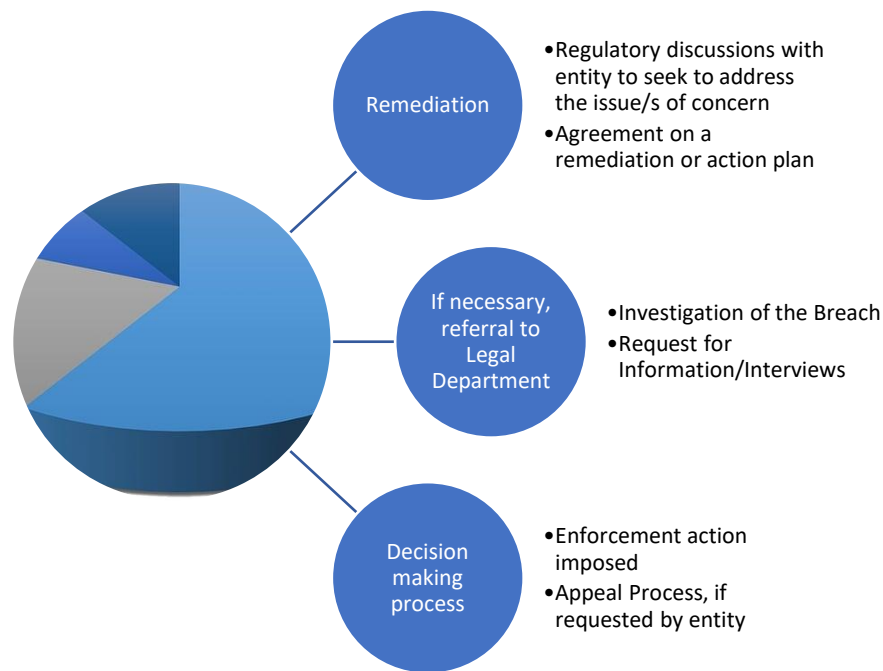 Remediation
•Regulatory discussions with
entity to seek to address
the issue/s of concern
•Agreement on a
remediation or action plan
If necessary,
referral to
Legal
Department
•Investigation of the Breach
•Request for
Information/Interviews
Decision
making
process
•Enforcement action
imposed
•Appeal Process, if
requested by entity